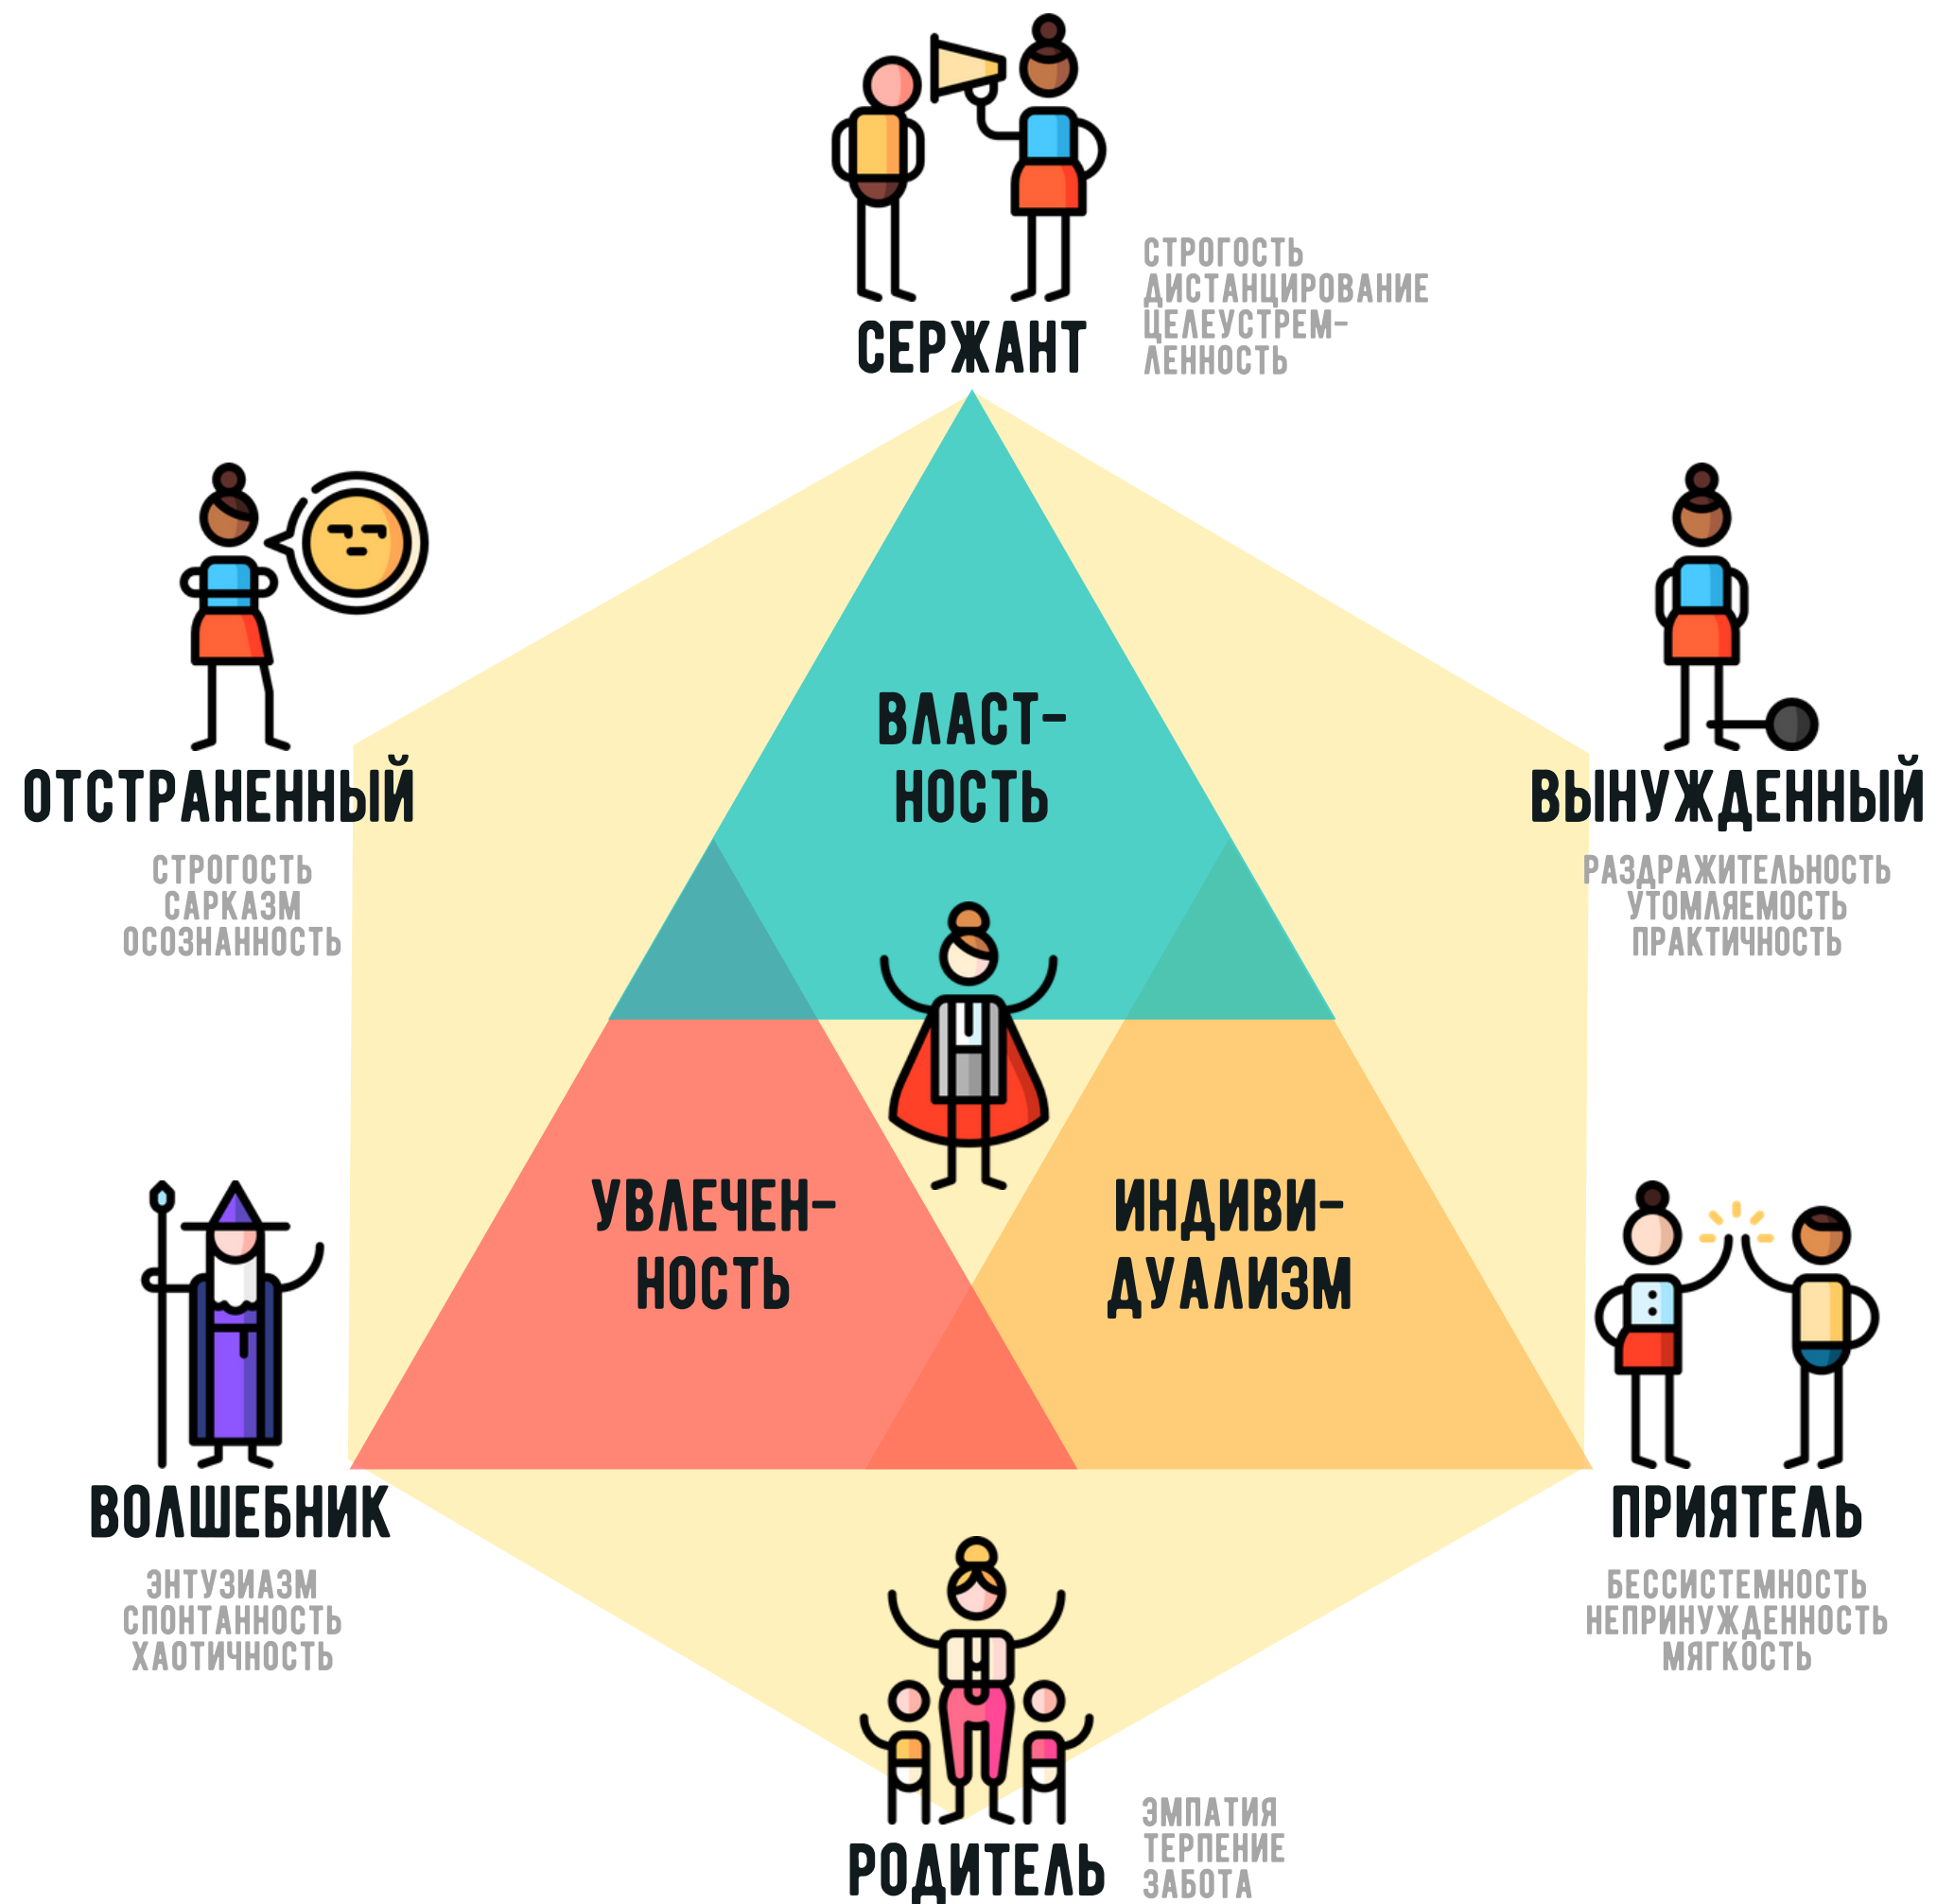 СЕРЖАНТ
СТРОГОСТЬ
ДИСТАНЦИРОВАНИЕ
ЦЕЛЕУСТРЕМ-
ЛЕННОСТЬ
ОТСТРАНЕННЫЙ
СТРОГОСТЬ
САРКАЗМ
ОСОЗНАННОСТЬ
ВЫНУЖДЕННЫЙ
РАЗДРАЖИТЕЛЬНОСТЬ
УТОМЛЯЕМОСТЬ
ПРАКТИЧНОСТЬ
ВЛАСТ-
НОСТЬ
УВЛЕЧЕН-
НОСТЬ
ИНДИВИ-
ДУАЛИЗМ
ВОЛШЕБНИК
ЭНТУЗИАЗМ
СПОНТАННОСТЬ
ХАОТИЧНОСТЬ
ПРИЯТЕЛЬ
БЕССИСТЕМНОСТЬ
НЕПРИНУЖДЕННОСТЬ
МЯГКОСТЬ
РОДИТЕЛЬ
ЭМПАТИЯ
ТЕРПЕНИЕ
ЗАБОТА